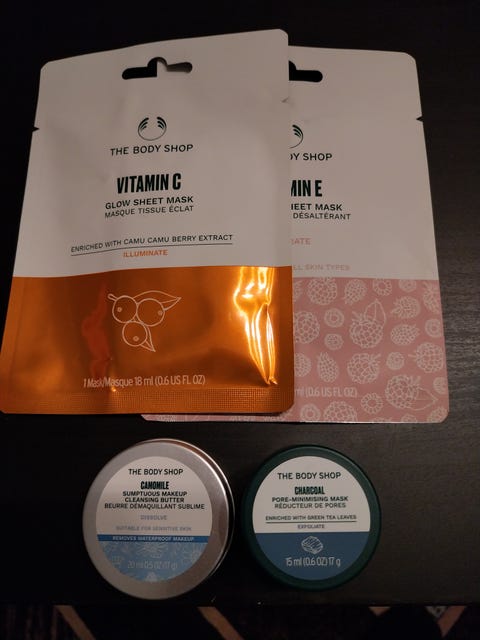 THE BODY SHOP
VITAMIN C
GLOW SHEET MASK
MASQUE TISSUE ÉCLAT
ENRICHED WITH CAMU CAMU BERRY EXTRACT
ILLUMINATE
1 Mask/Masque 18 ml (0.6 US FL OZ)
BODY SHOP
MIN E
SHEET MASK
DÉSALTÉRANT
RATE
ALL SKIN TYPES
ml (0.6 US FL OZ)
THE BODY SHOP
CAMOMILE
SUMPTUOUS MAKEUP
CLEANSING BUTTER
BEURRE DÉMAQUILLANT SUBLIME
DISSOLVE
SUITABLE FOR SENSITIVE SKIN
REMOVES WATERPROOF MAKEUP
20 ml (0.5 OZ) 17 g
THE BODY SHOP
CHARCOAL
PORE-MINIMISING MASK
RÉDUCTEUR DE PORES
ENRICHED WITH GREEN TEA LEAVES
EXFOLIATE
15 ml (0.6 OZ) 17 g